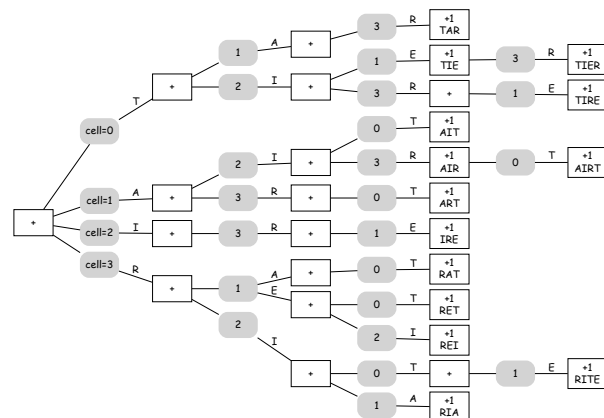 3 R +1
TAR
1 A +
1 E +1 3 R +1
TIE TIER
T + 2 I +
3 R + 1 E +1
TIRE
cell=0
0 T +1
AIT
2 I +
3 R +1 0 T +1
AIR AIRT
cell=1 A + 3 R + 0 T +1
ART
+
cell=2 I + 3 R + 1 E +1
IRE
cell=3
R A 0 T +1
RAT
+ 1 +
E + 0 T +1
RET
2 2 I +1
REI
I
+ 0 T + 1 E +1
RITE
1 A +1
RIA